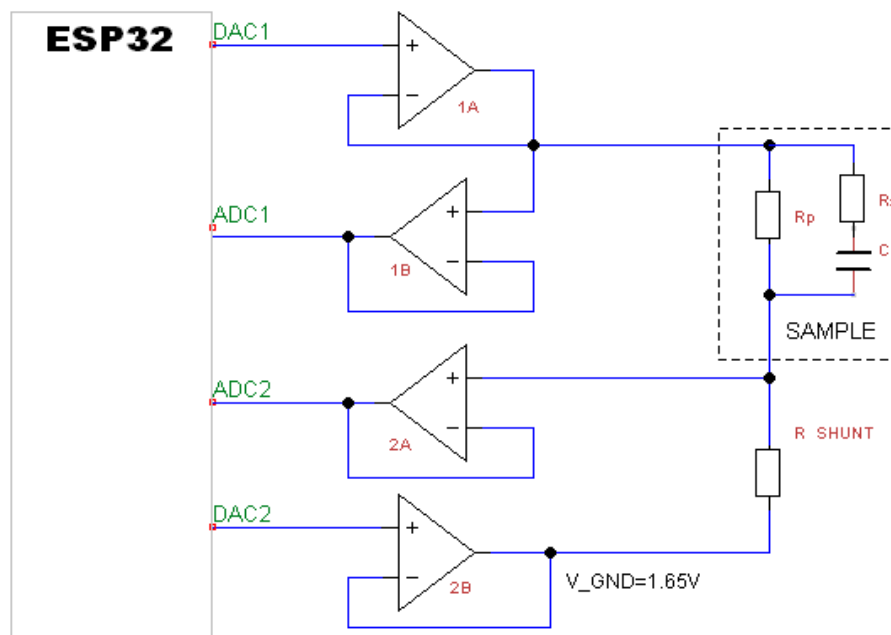 ESP32
DAC1
1A
ADC1
1B
Rp
C
SAMPLE
ADC2
2A
R SHUNT
DAC2
2B
V_GND=1.65V